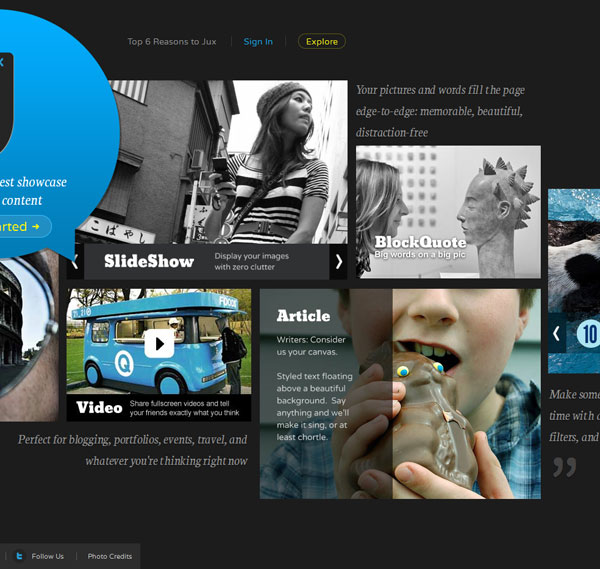 Top 6 Reasons to Jux
Sign In
Explore
est showcase
content
arted →
Your pictures and words fill the page
edge-to-edge: memorable, beautiful,
distraction-free
こばやし
SlideShow
Display your images
with zero clutter
BlockQuote
Big words on a big pic
FOODS
Q
Video
Share fullscreen videos and tell
your friends exactly what you think
Article
Writers: Consider
us your canvas.
Styled text floating
above a beautiful
background. Say
anything and we'll
make it sing, or at
least chortle.
10
Make some
time with
filters, and
Perfect for blogging, portfolios, events, travel, and
whatever you're thinking right now
Follow Us
Photo Credits